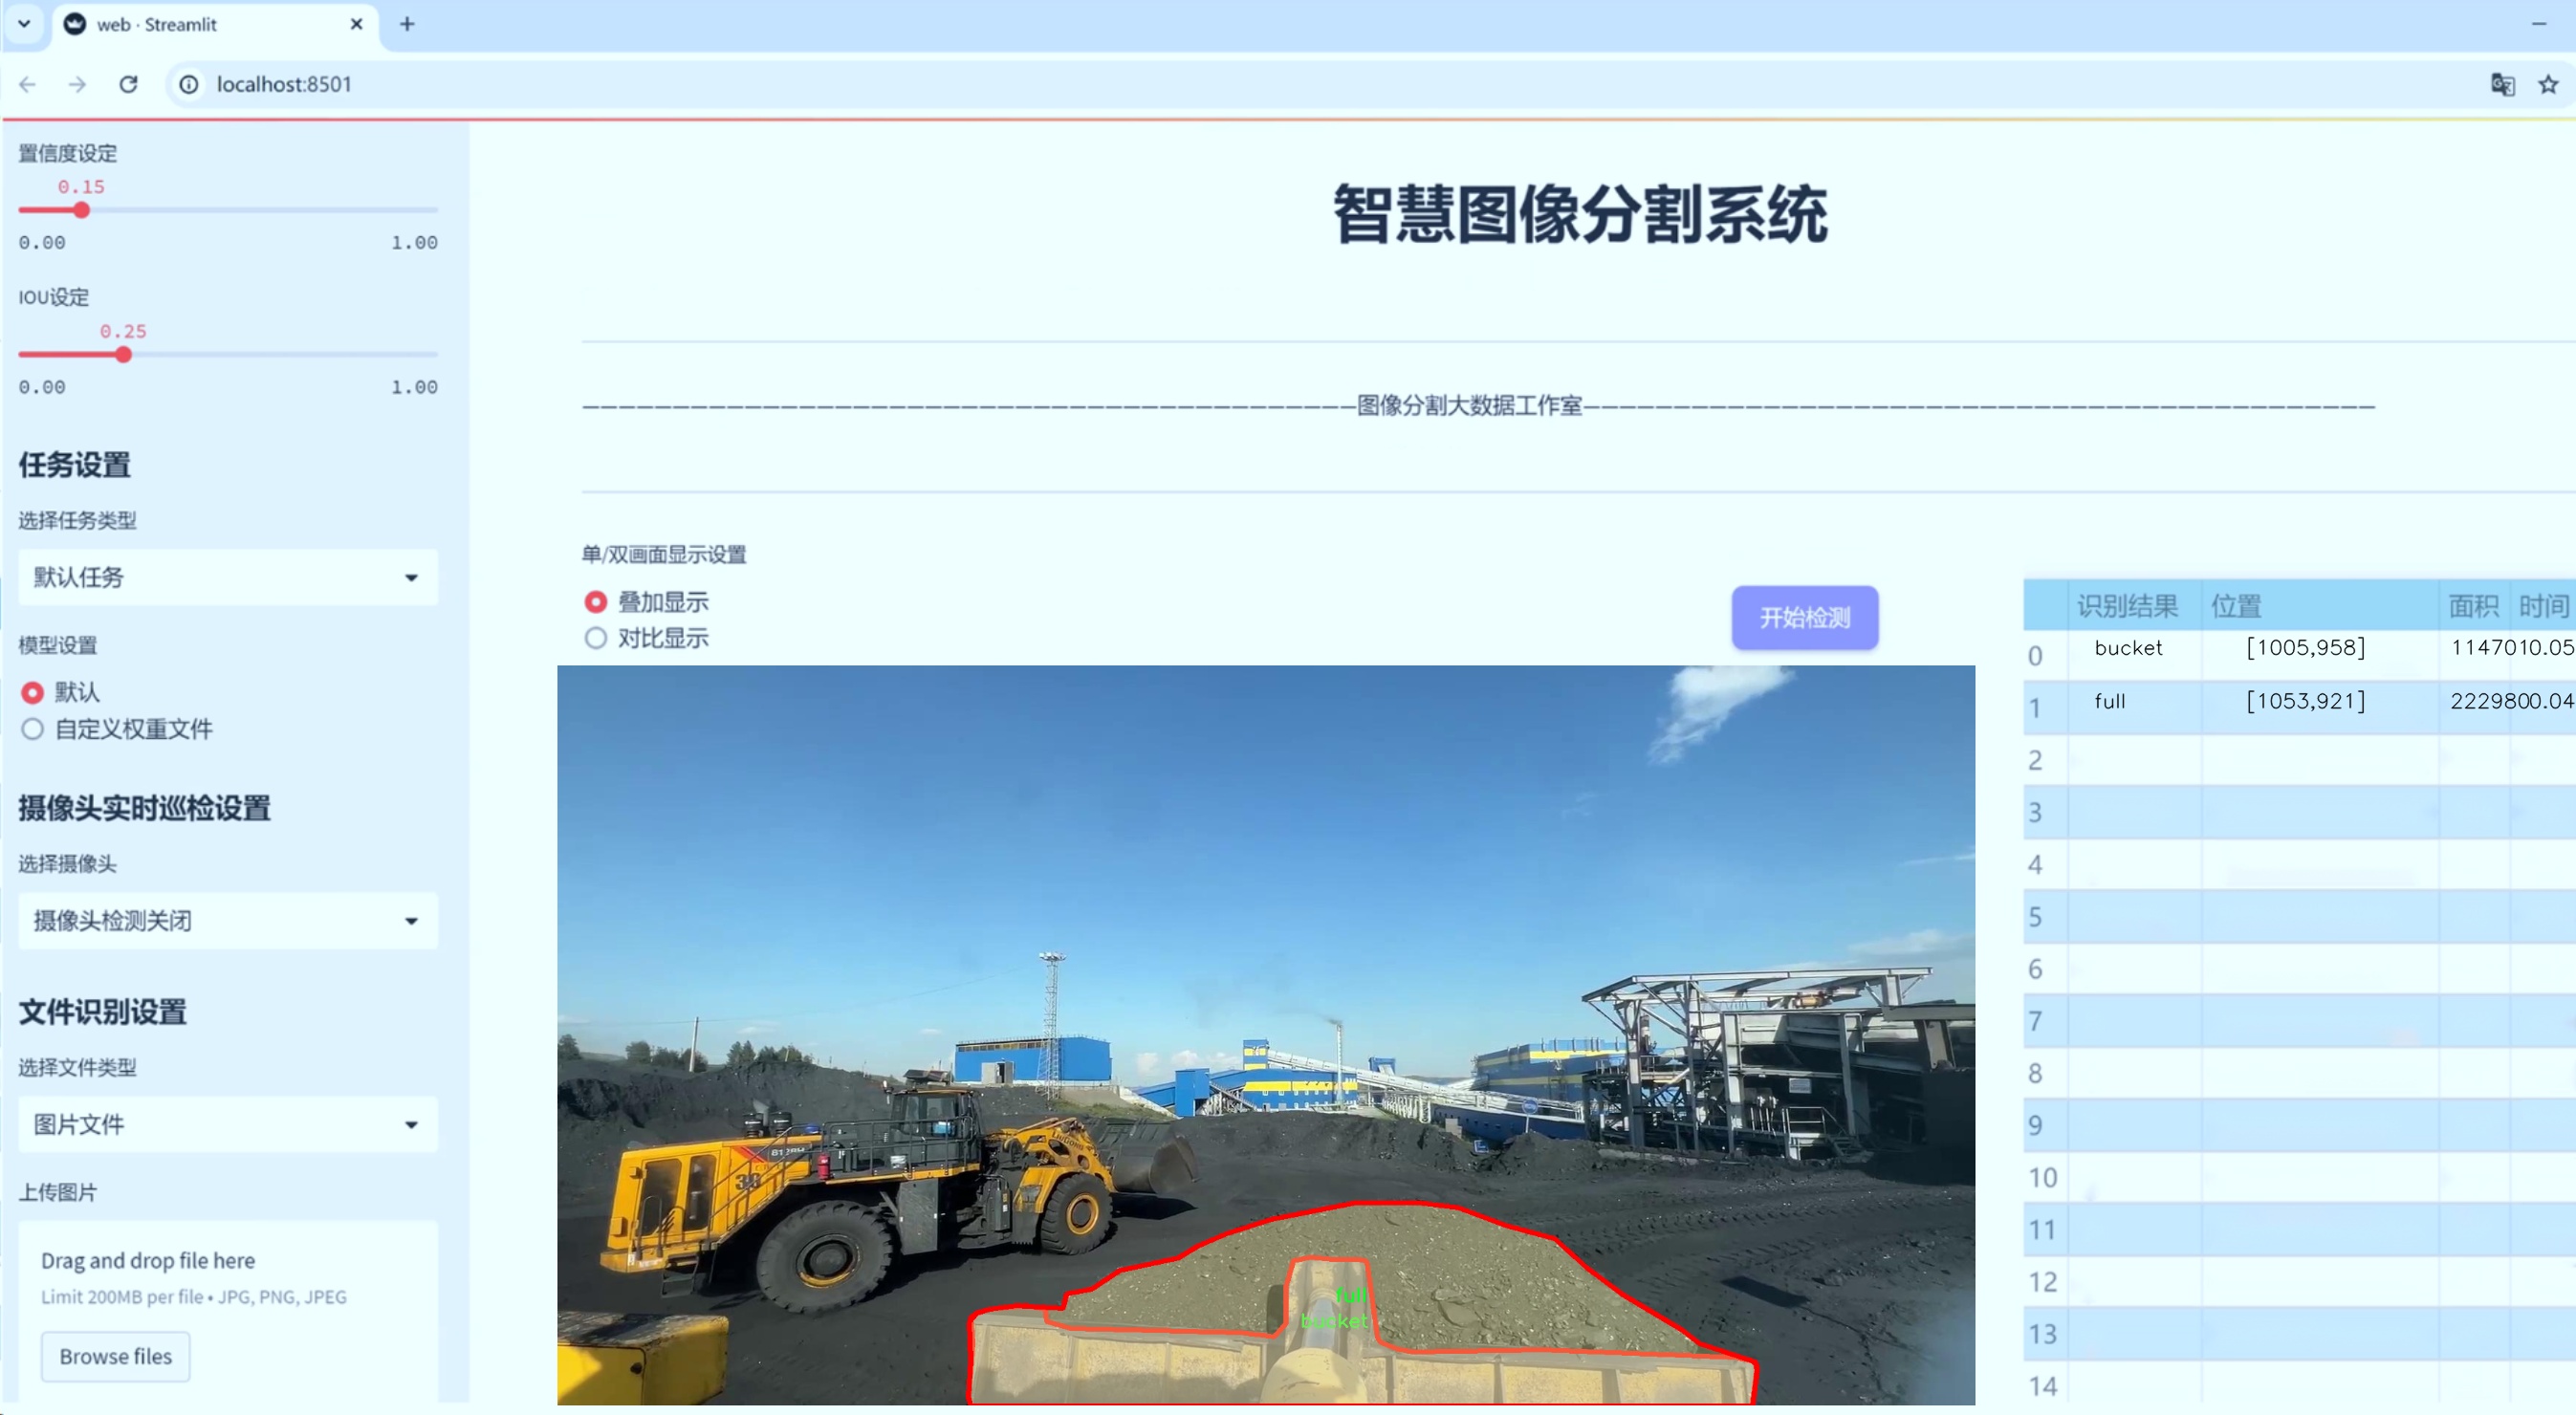 web · Streamlit
localhost:8501
置信度设定
0.15
0.00 1.00
IOU设定
0.25
0.00 1.00
任务设置
选择任务类型
默认任务
模型设置
默认
自定义权重文件
摄像头实时巡检设置
选择摄像头
摄像头检测关闭
文件识别设置
选择文件类型
图片文件
上传图片
Drag and drop file here
Limit 200MB per file • JPG, PNG, JPEG
Browse files
智慧图像分割系统
图像分割大数据工作室
单/双画面显示设置
叠加显示
对比显示
开始检测
full
bucket
识别结果 位置 面积 时间
0 bucket [1005,958] 1147010.05
1 full [1053,921] 2229800.04
2
3
4
5
6
7
8
9
10
11
12
13
14